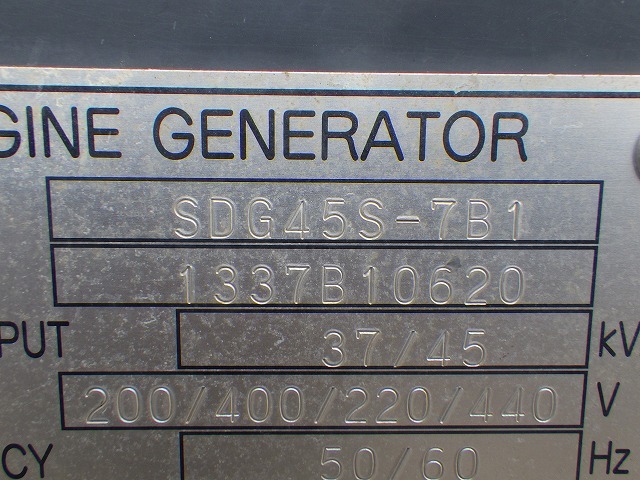 GINE GENERATOR
SDG45S-7B1
1337B10620
PUT 37/45 kV
200/400/220/440 V
CY 50/60 Hz